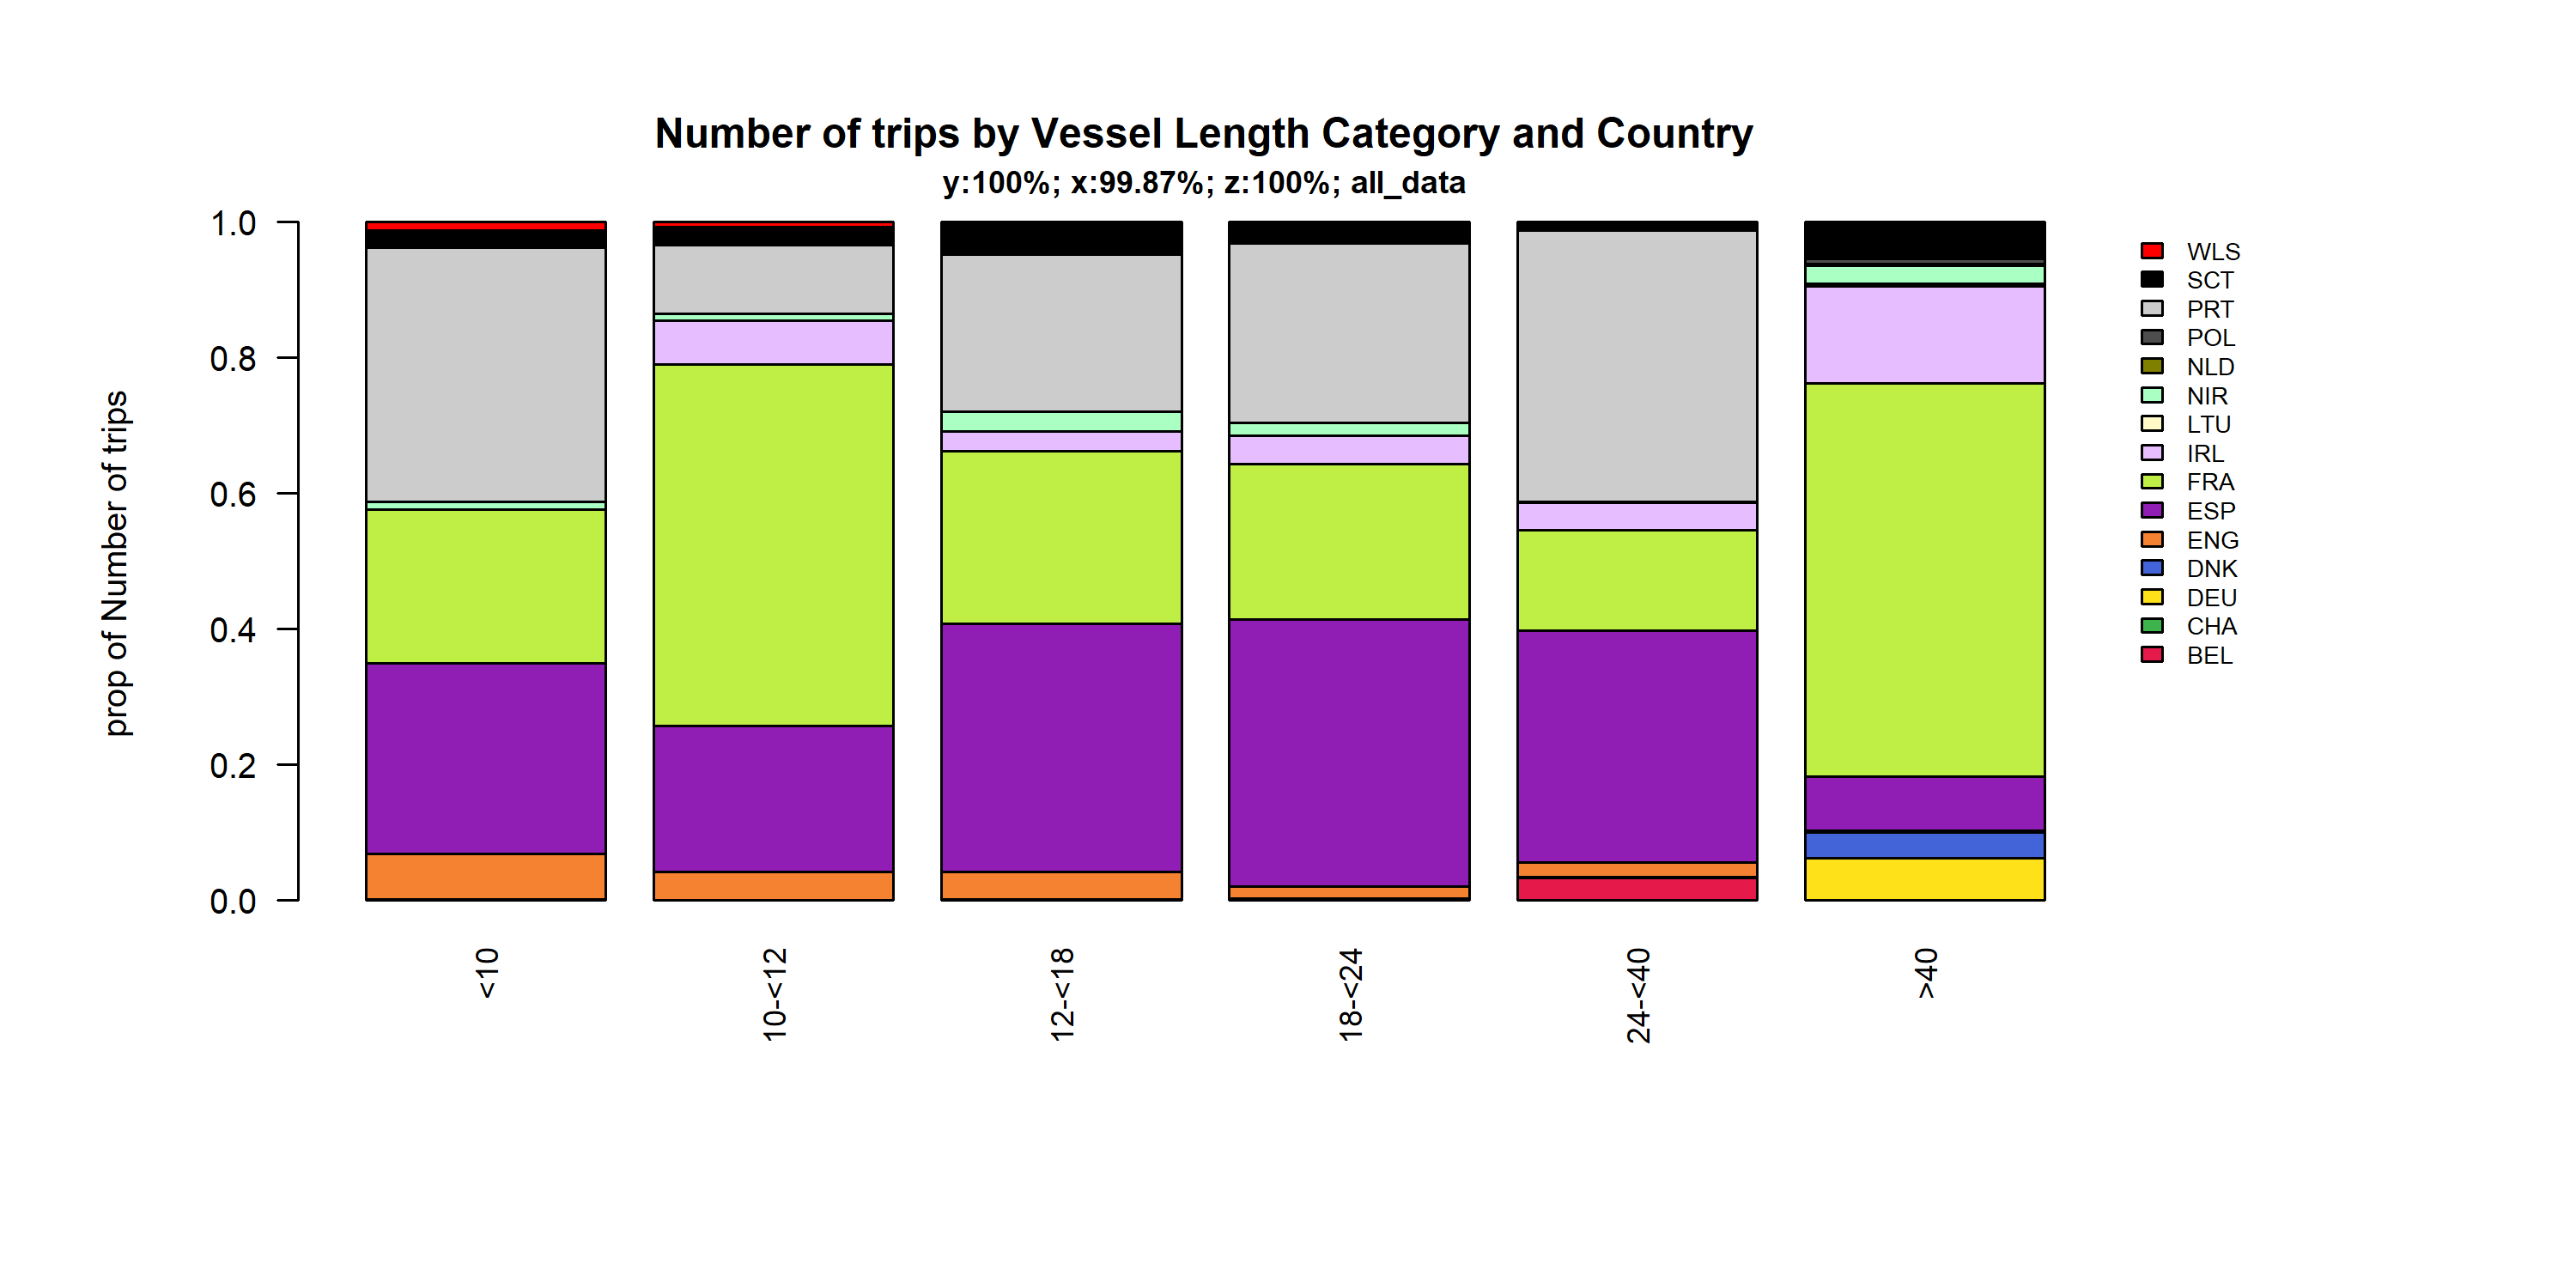 Number of trips by Vessel Length Category and Country
y:100%; x:99.87%; z:100%; all_data
prop of Number of trips
1.0
0.8
0.6
0.4
0.2
0.0
<10
10-<12
12-<18
18-<24
24-<40
>40
WLS
SCT
PRT
POL
NLD
NIR
LTU
IRL
FRA
ESP
ENG
DNK
DEU
CHA
BEL